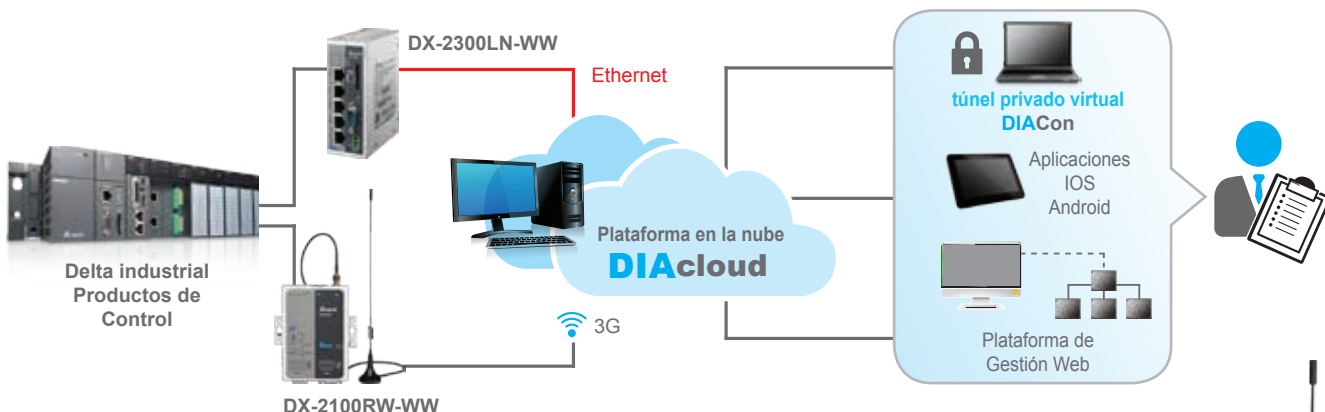 DX-2300LN-WW
Ethernet
Delta industrial
Productos de
Control
DX-2100RW-WW
3G
Plataforma en la nube
DIAcloud
túnel privado virtual
DIACon
Aplicaciones
IOS
Android
Plataforma de
Gestión Web